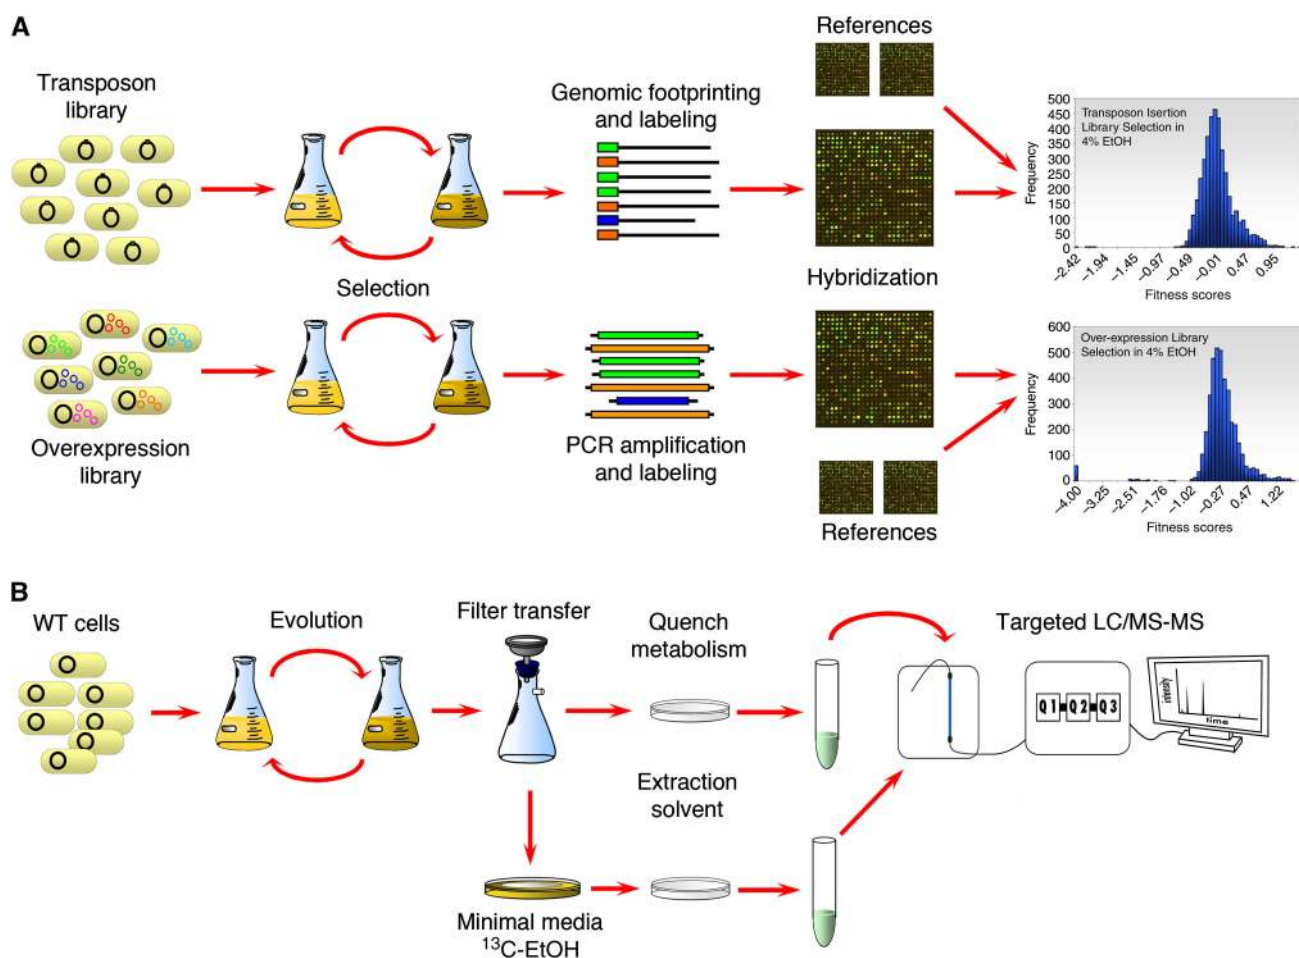 A
Transposon
library
Genomic footprinting
and labeling
References
Selection
Hybridization
Overexpression
library
PCR amplification
and labeling
References
Transposon Isertion
Library Selection in
4% EtOH
Frequency
500
450
400
350
300
250
200
150
100
50
0
−2.42
−1.94
−1.45
−0.97
−0.49
−0.01
0.47
0.95
Fitness scores
Over-expression Library
Selection in 4% EtOH
Frequency
600
500
400
300
200
100
0
−4.00
−3.25
−2.51
−1.76
−1.02
−0.27
0.47
1.22
Fitness scores
B
WT cells
Evolution
Filter transfer
Quench
metabolism
Targeted LC/MS-MS
Q1 Q2 Q3
intensity
time
Extraction
solvent
Minimal media
¹³C-EtOH